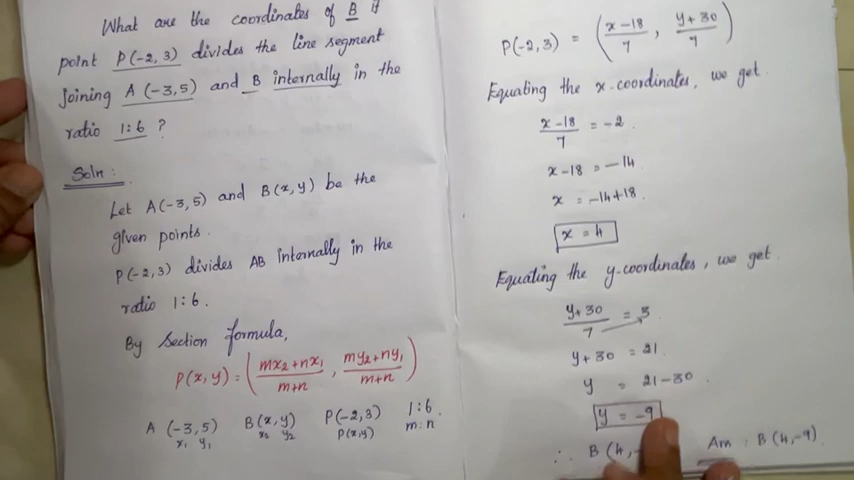 What are the coordinates of B if
point P(-2, 3) divides the line segment
joining A (-3,5) and B internally in the
ratio 1:6 ?
Soln :
Let A(-3,5) and B(x,y) be the
given points.
P(-2,3) divides AB internally in the
ratio 1:6.
By Section formula,
P(x,y) = ( mx₂+nx₁ / m+n , my₂+ny₁ / m+n )
A (-3,5) B(x,y) P(-2,3) 1:6
x₁ y₁ x₂ y₂ P(x,y) m:n
P(-2,3) = ( x-18 / 7 , y+30 / 7 )
Equating the x-coordinates, we get.
x-18 / 7 = -2
x-18 = -14
x = -14+18.
x = 4
Equating the y-coordinates, we get.
y+30 / 7 = 3.
y+30 = 21
y = 21-30.
y = -9
∴ B (4,- Ans : B(4,-9).